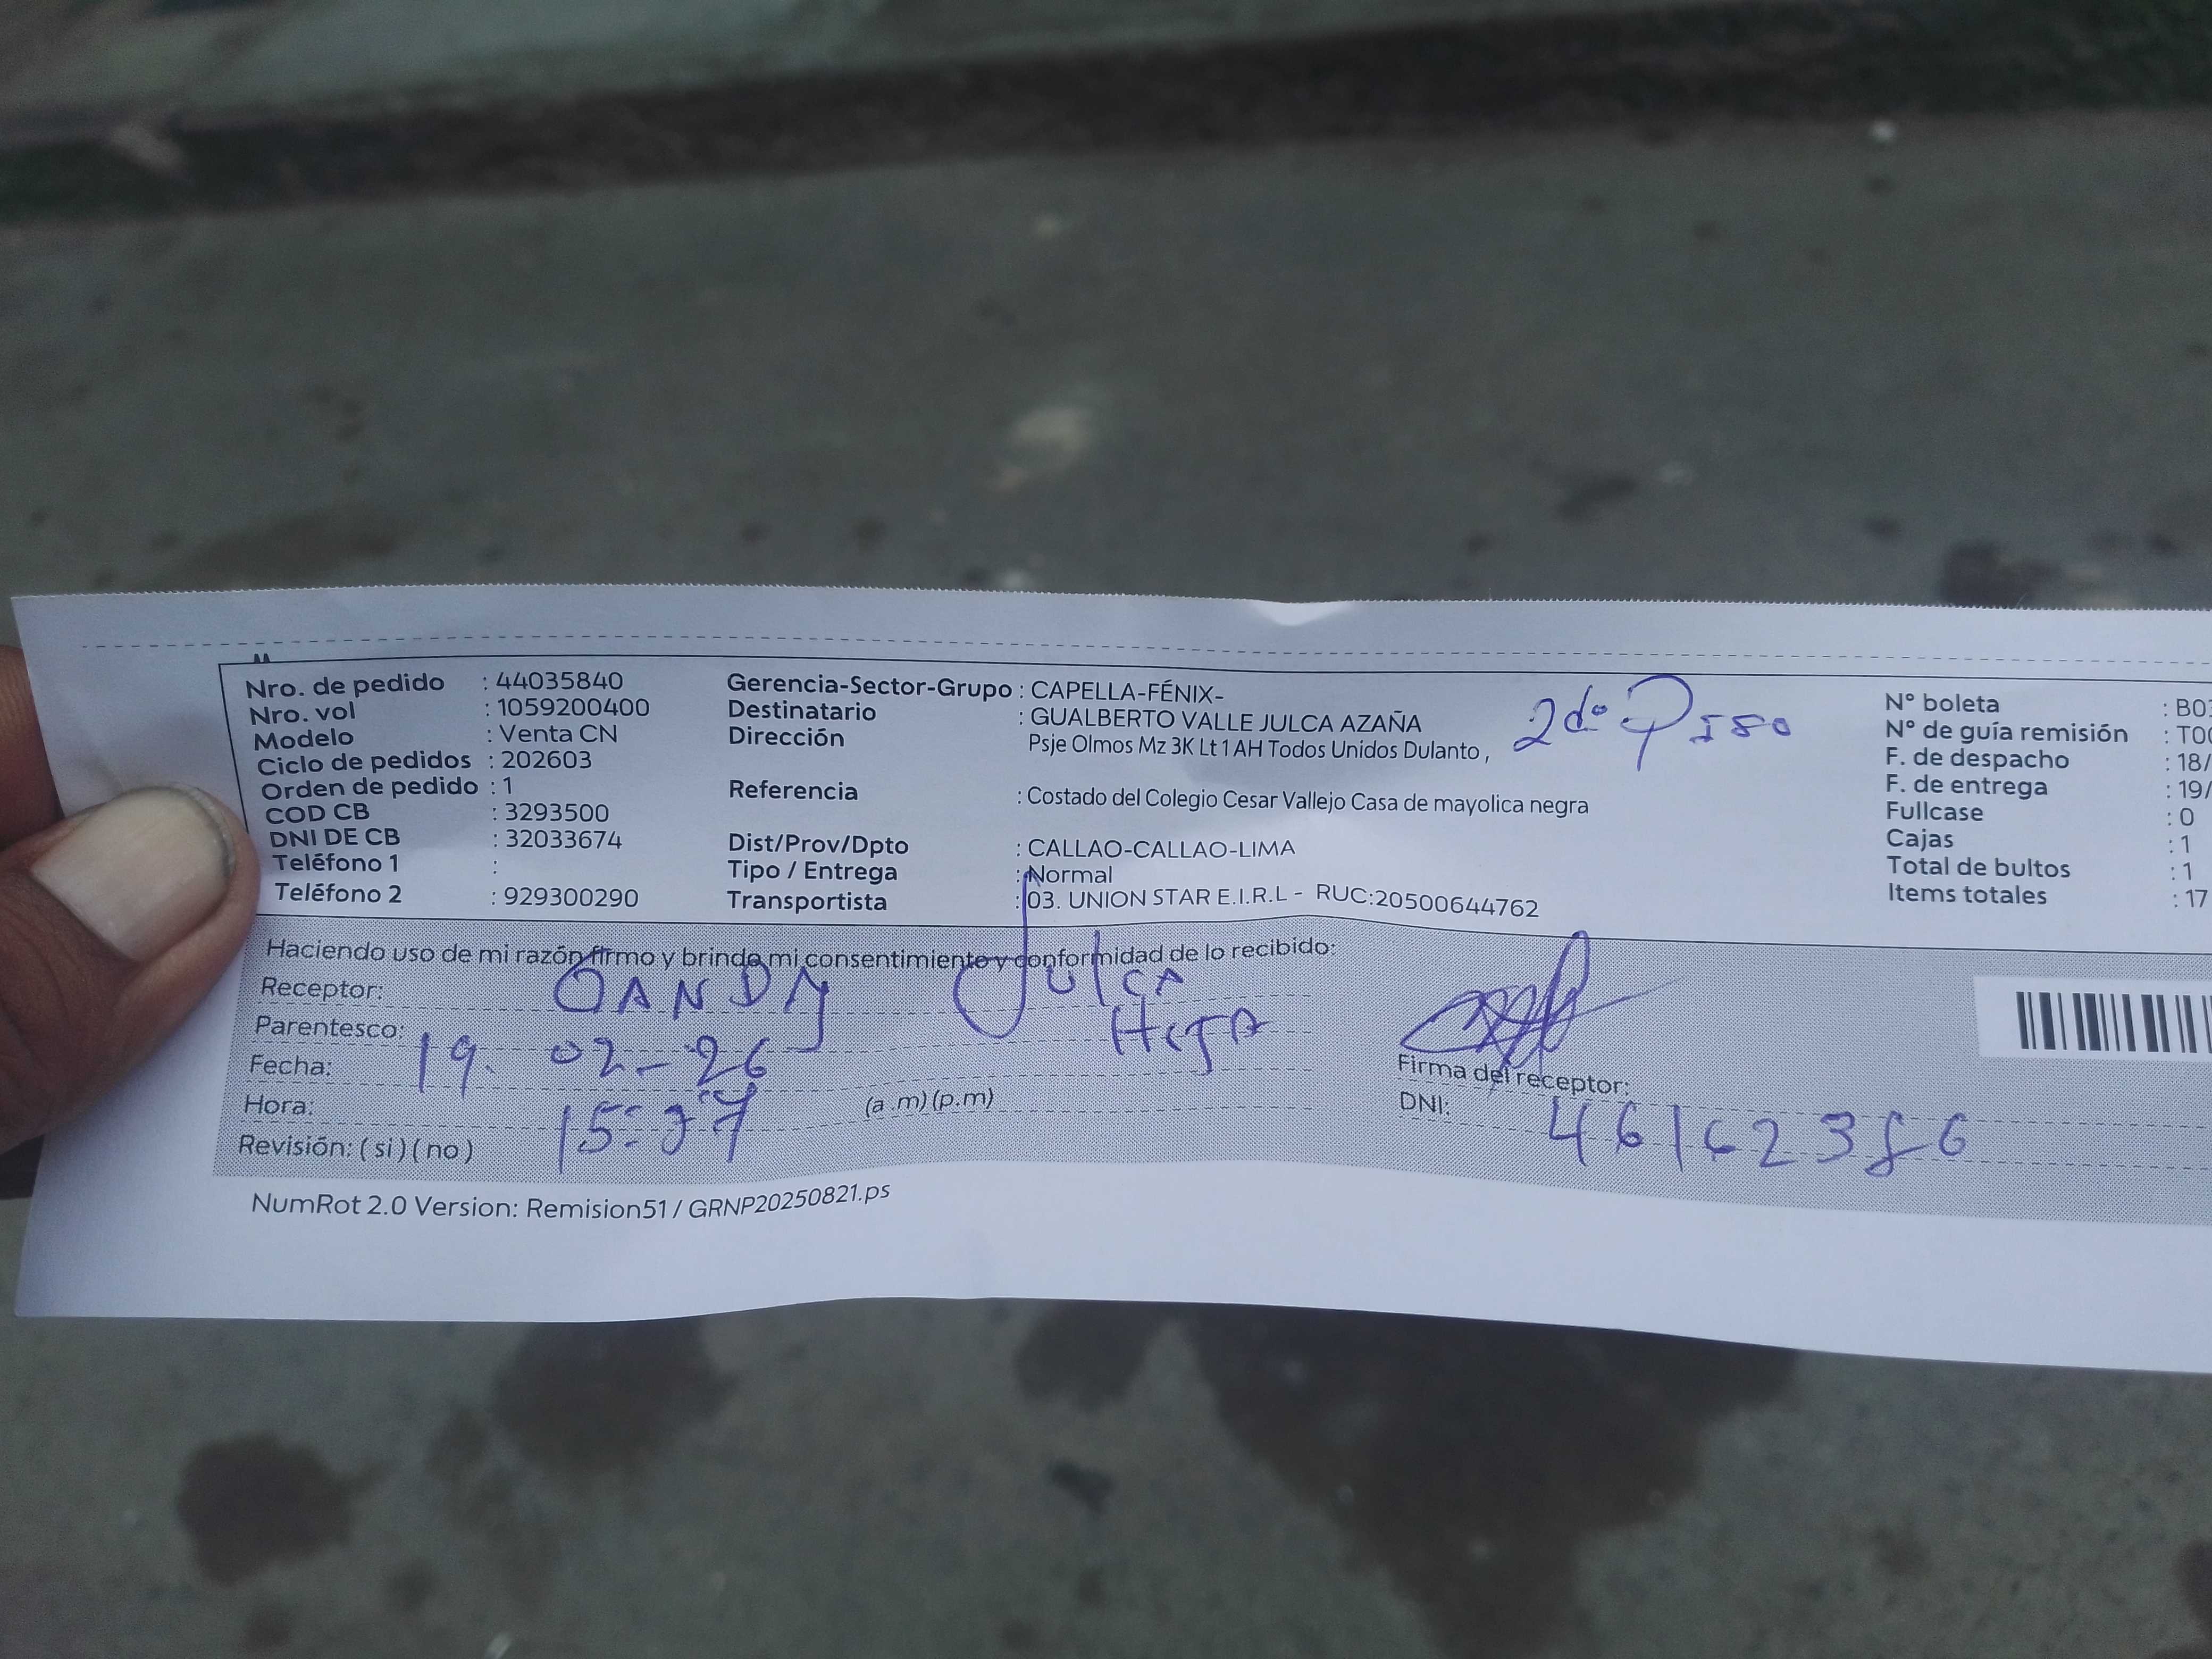 Nro. de pedido : 44035840
Nro. vol : 1059200400
Modelo : Venta CN
Ciclo de pedidos : 202603
Orden de pedido : 1
COD CB : 3293500
DNI DE CB : 32033674
Teléfono 1 :
Teléfono 2 : 929300290
Gerencia-Sector-Grupo : CAPELLA-FÉNIX-
Destinatario : GUALBERTO VALLE JULCA AZAÑA
Dirección Psje Olmos Mz 3K Lt 1 AH Todos Unidos Dulanto ,
2do Piso
Referencia : Costado del Colegio Cesar Vallejo Casa de mayolica negra
Dist/Prov/Dpto : CALLAO-CALLAO-LIMA
Tipo / Entrega : Normal
Transportista : 03. UNION STAR E.I.R.L - RUC:20500644762
N° boleta : B03
N° de guía remisión : T00
F. de despacho : 18/
F. de entrega : 19/
Fullcase : 0
Cajas : 1
Total de bultos : 1
Items totales : 17
Haciendo uso de mi razón firmo y brindo mi consentimiento y conformidad de lo recibido:
Receptor: Julca
Parentesco: HIJA
Fecha: 19. 02-26
Hora: (a.m) (p.m)
Revisión: ( si ) ( no )
Firma del receptor:
DNI:
NumRot 2.0 Version: Remision51 / GRNP20250821.ps